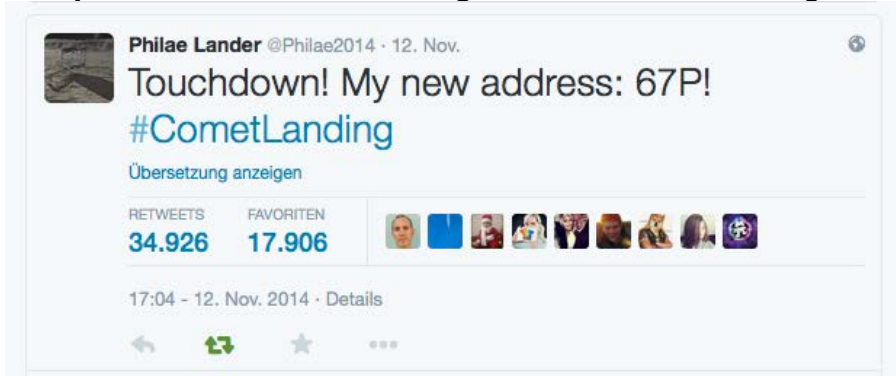 Philae Lander @Philae2014 · 12. Nov.
Touchdown! My new address: 67P!
#CometLanding
Übersetzung anzeigen
RETWEETS FAVORITEN
34.926 17.906
17:04 - 12. Nov. 2014 · Details